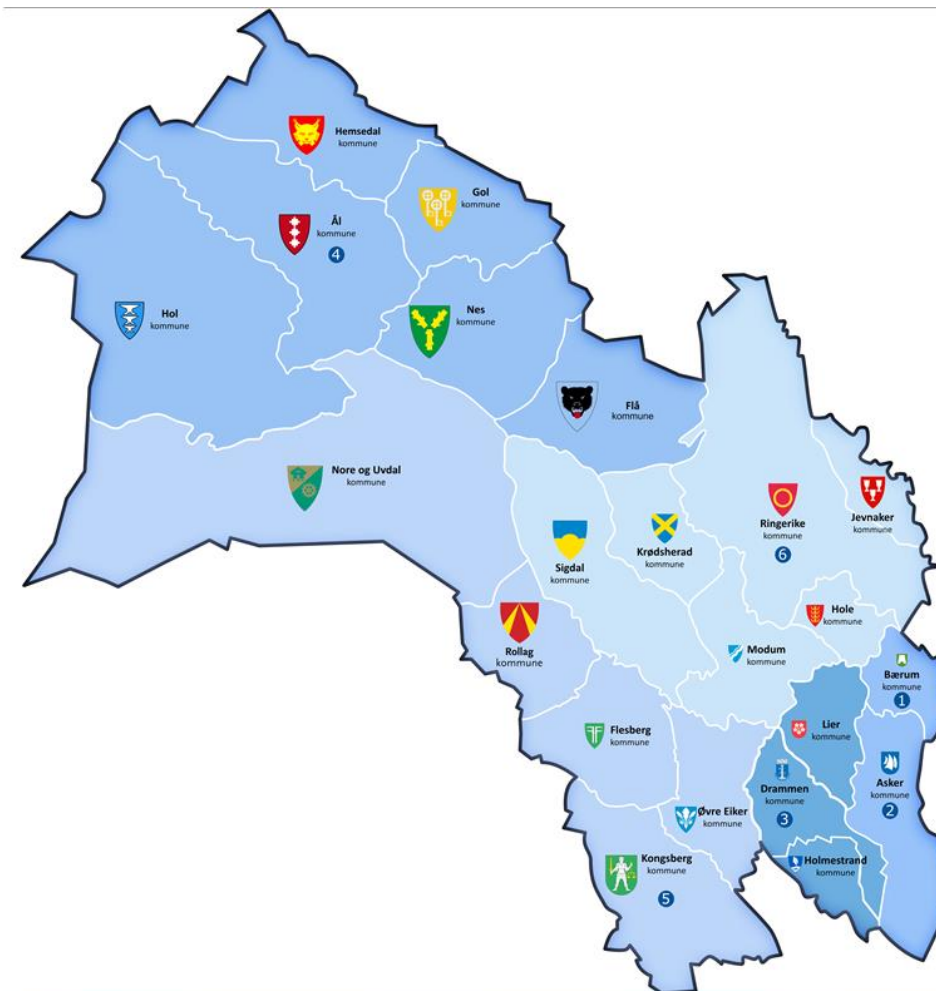 Hemsedal
kommune
Gol
kommune
Ål
kommune
4
Hol
kommune
Nes
kommune
Flå
kommune
Nore og Uvdal
kommune
Ringerike
kommune
6
Jevnaker
kommune
Krødsherad
kommune
Sigdal
kommune
Hole
kommune
Rollag
kommune
Modum
kommune
Bærum
kommune
1
Flesberg
kommune
Lier
kommune
Drammen
kommune
3
Asker
kommune
2
Øvre Eiker
kommune
Kongsberg
kommune
5
Holmestrand
kommune